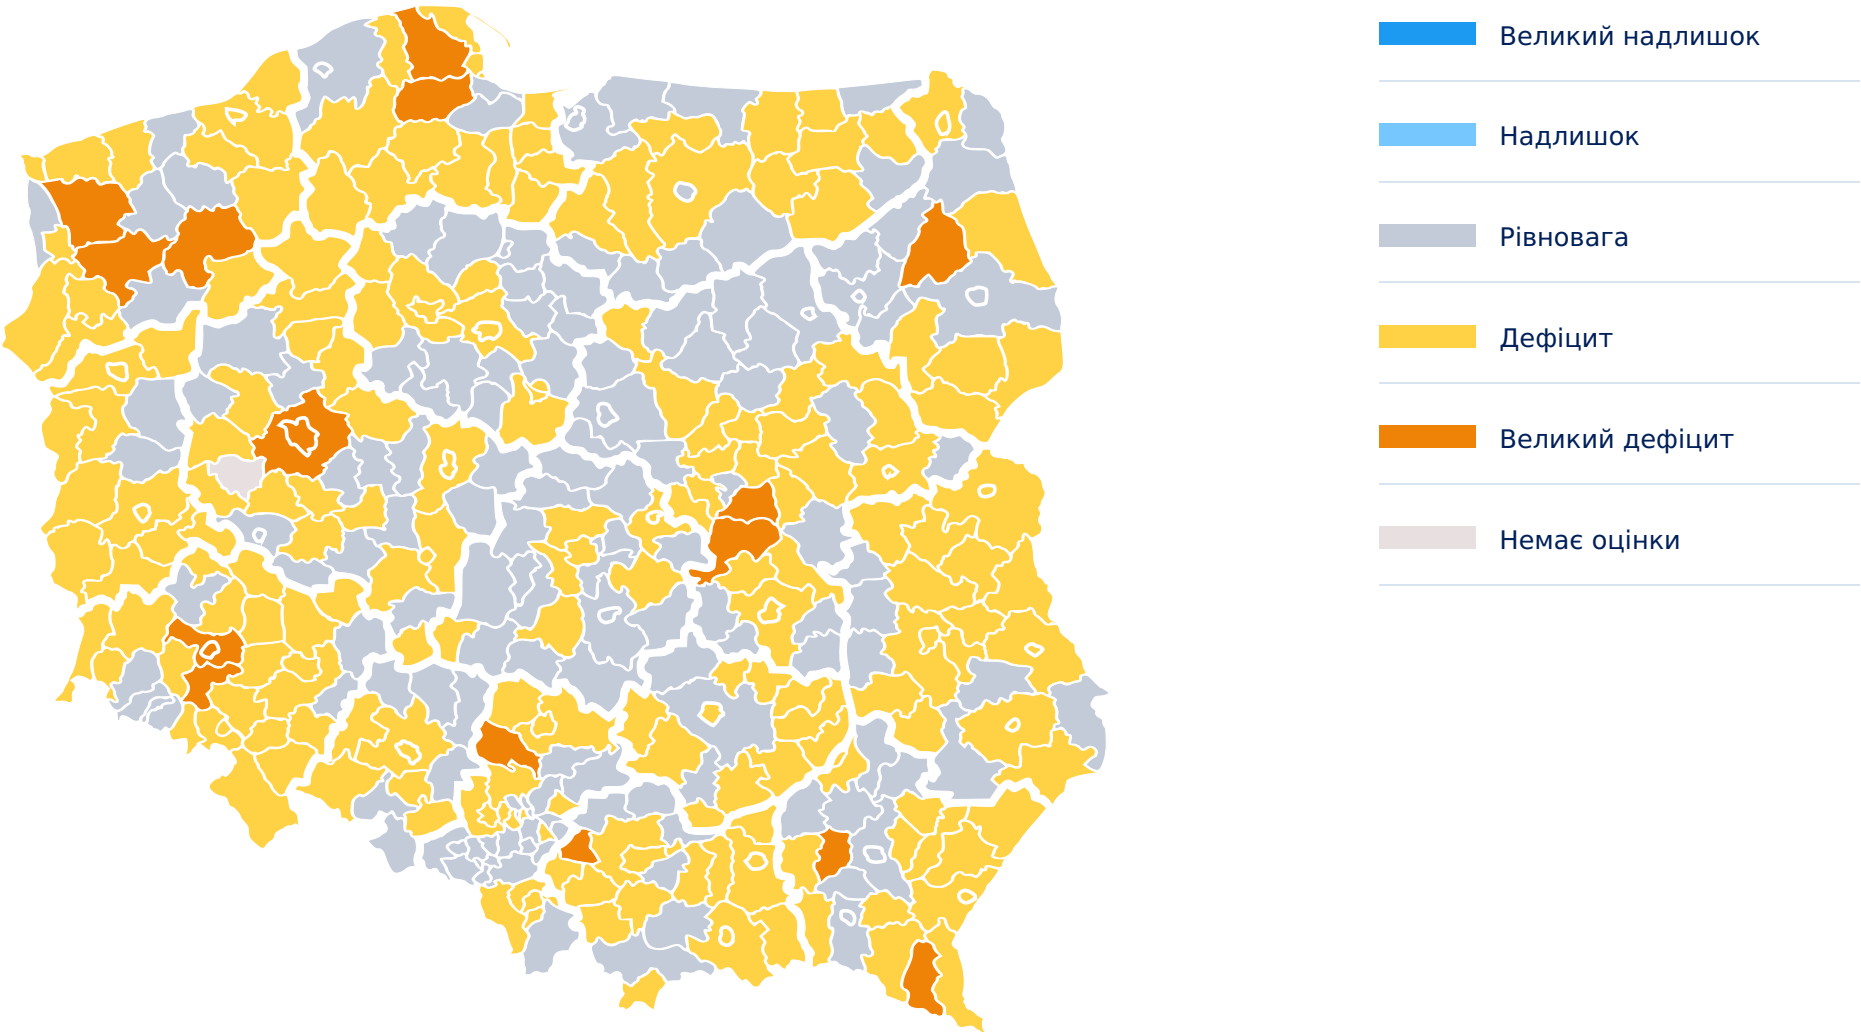 Великий надлишок
Надлишок
Рівновага
Дефіцит
Великий дефіцит
Немає оцінки